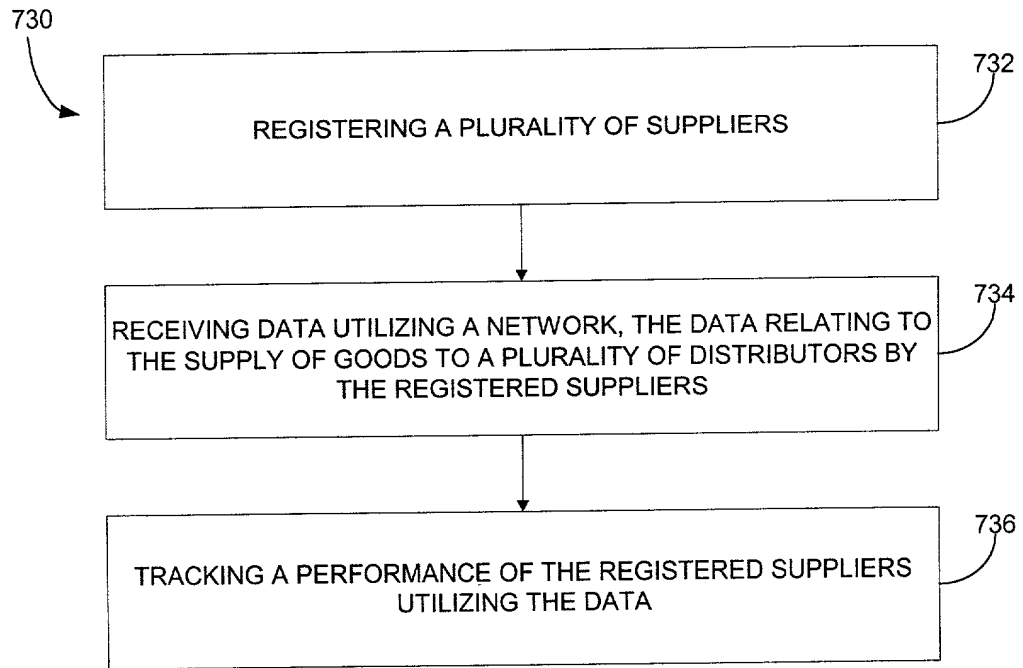 730
732
REGISTERING A PLURALITY OF SUPPLIERS
734
RECEIVING DATA UTILIZING A NETWORK, THE DATA RELATING TO
THE SUPPLY OF GOODS TO A PLURALITY OF DISTRIBUTORS BY
THE REGISTERED SUPPLIERS
736
TRACKING A PERFORMANCE OF THE REGISTERED SUPPLIERS
UTILIZING THE DATA